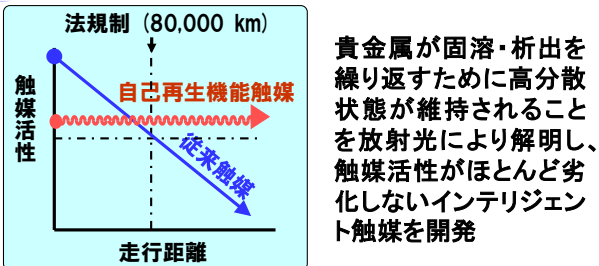 法規制 (80,000 km)
触媒活性
自己再生機能触媒
従来触媒
走行距離
貴金属が固溶・析出を
繰り返すために高分散
状態が維持されること
を放射光により解明し、
触媒活性がほとんど劣
化しないインテリジェン
ト触媒を開発